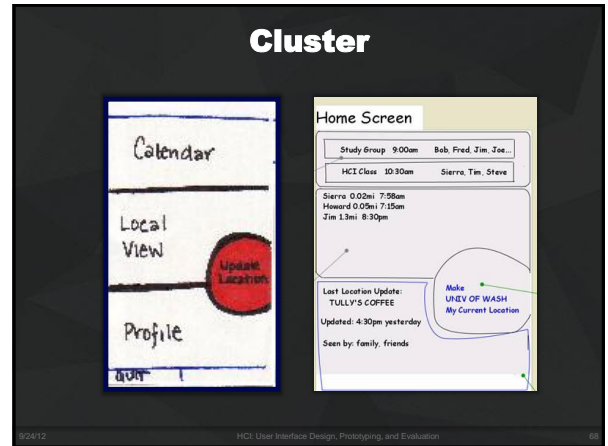 Cluster
Calendar
Local
View
Update
Location
Profile
QUIT
Home Screen
Study Group 9:00am Bob, Fred, Jim, Joe...
HCI Class 10:30am Sierra, Tim, Steve
Sierra 0.02mi 7:58am
Howard 0.05mi 7:15am
Jim 1.3mi 8:30pm
Make
UNIV OF WASH
My Current Location
Last Location Update:
TULLY'S COFFEE
Updated: 4:30pm yesterday
Seen by: family, friends
9/24/12 HCI: User Interface Design, Prototyping, and Evaluation 68